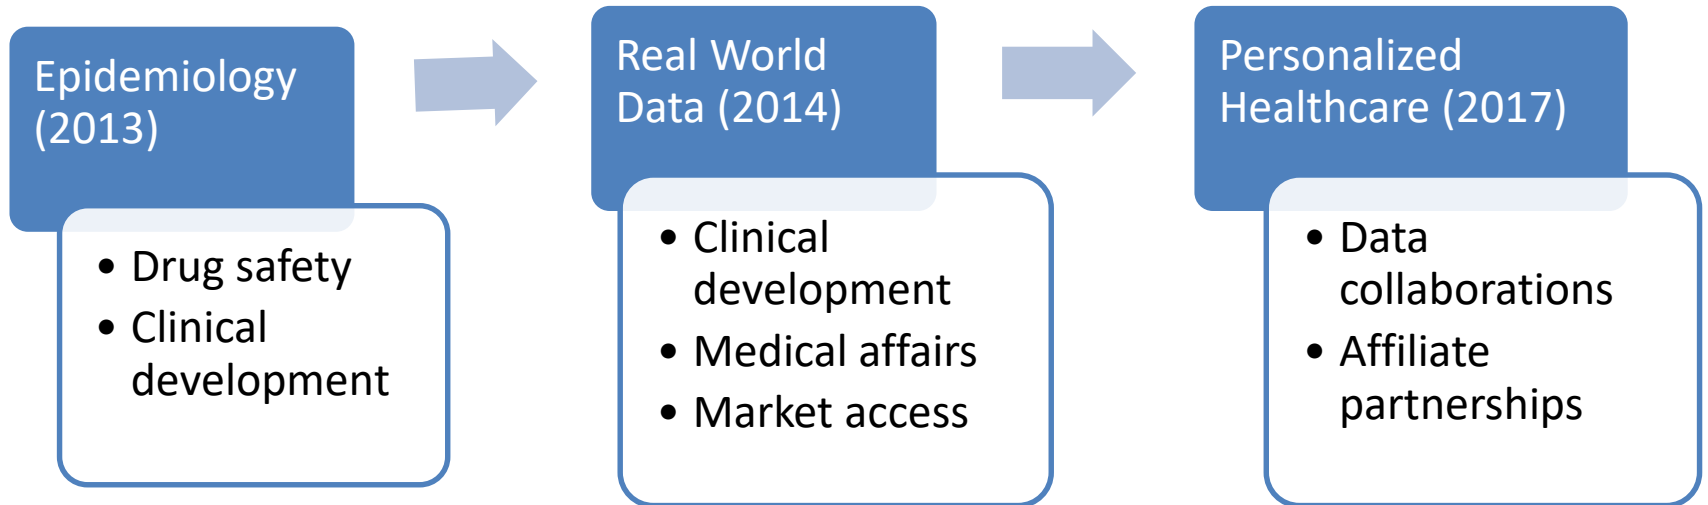 Epidemiology
(2013)
• Drug safety
• Clinical
development
Real World
Data (2014)
• Clinical
development
• Medical affairs
• Market access
Personalized
Healthcare (2017)
• Data
collaborations
• Affiliate
partnerships